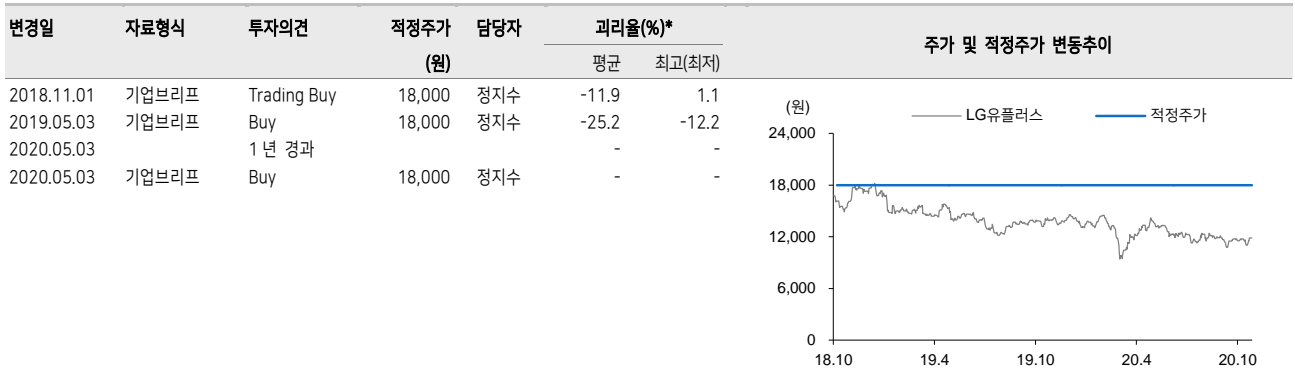 변경일 자료형식 투자의견 적정주가 담당자 괴리율(%)* 주가 및 적정주가 변동추이
(원) 평균 최고(최저)
2018.11.01 기업브리프 Trading Buy 18,000 정지수 -11.9 1.1
2019.05.03 기업브리프 Buy 18,000 정지수 -25.2 -12.2
2020.05.03 1년 경과 - -
2020.05.03 기업브리프 Buy 18,000 정지수 - -
(원) LG유플러스 적정주가
24,000
18,000
12,000
6,000
0
18.10 19.4 19.10 20.4 20.10